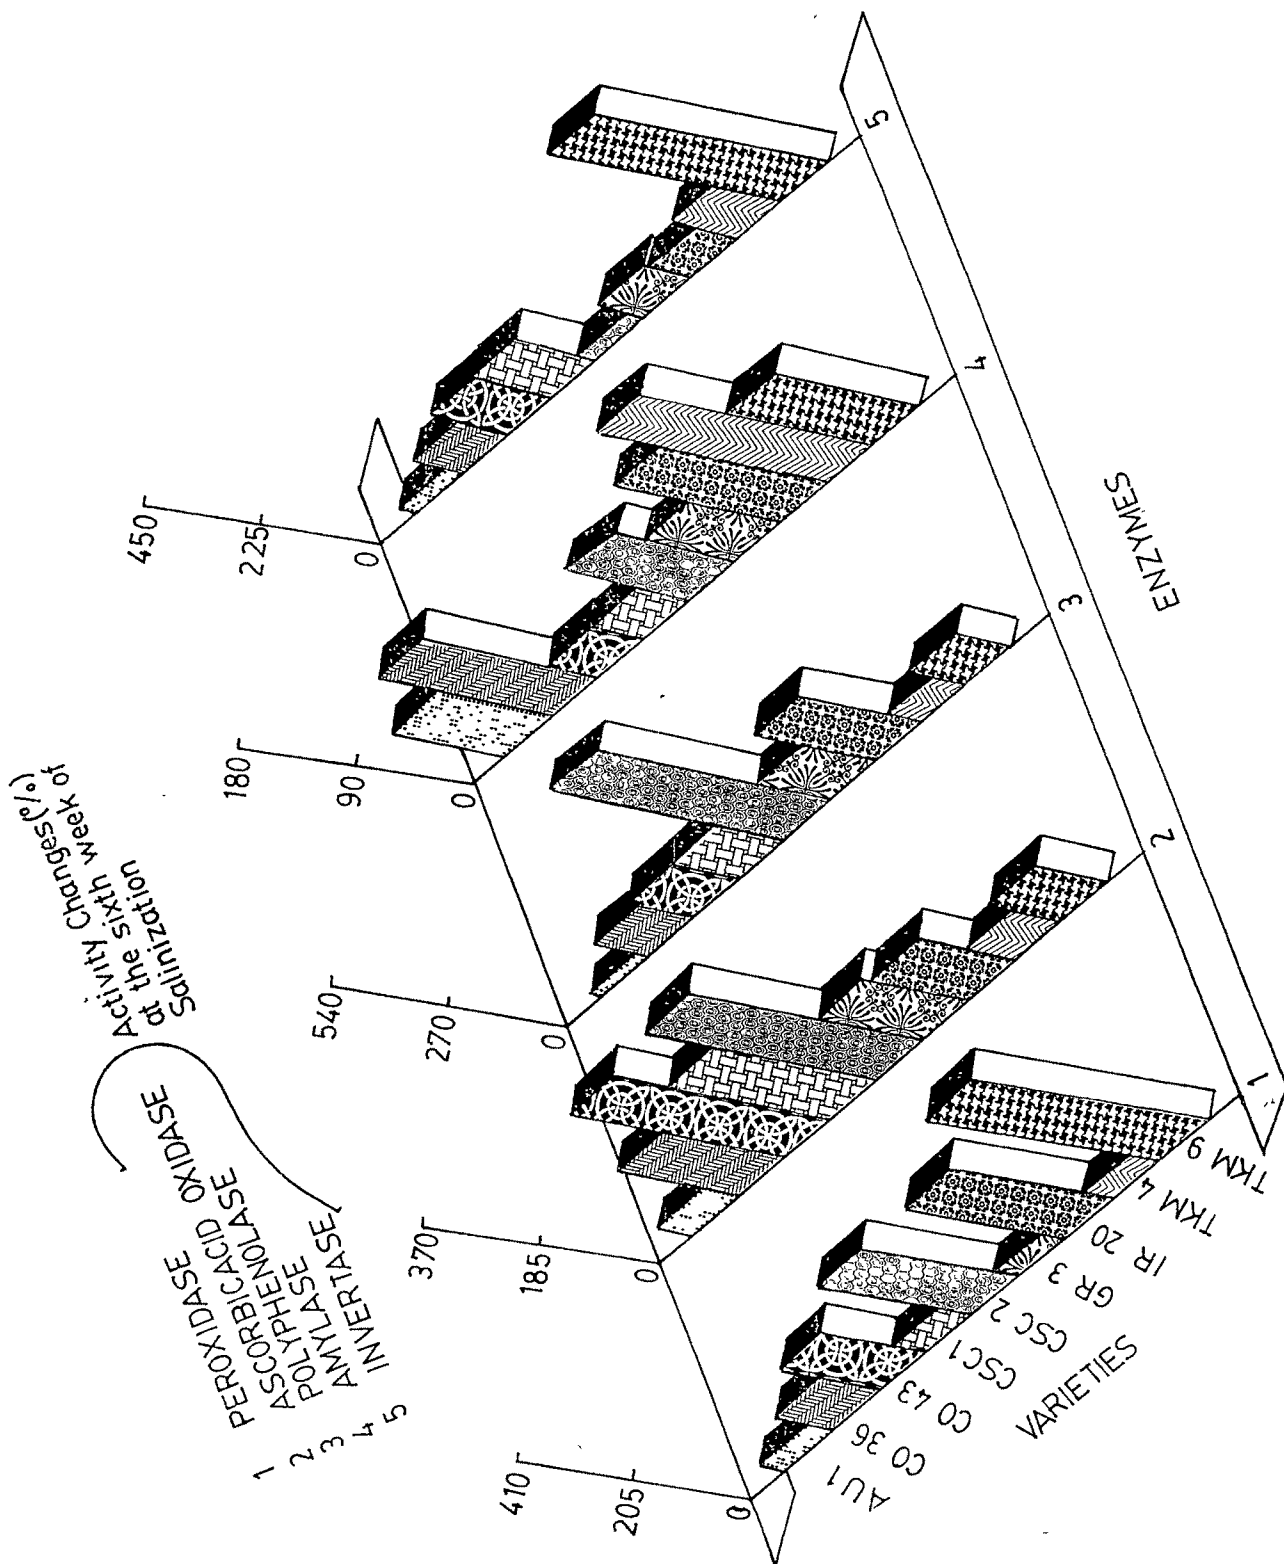 Activity Changes(%)
at the sixth week of
Salinization
1 PEROXIDASE
2 ASCORBICACID OXIDASE
3 POLYPHENOLASE
4 AMYLASE
5 INVERTASE
450
225
0
180
90
0
540
270
0
370
185
0
410
205
0
AU1
CO 36
CO 43
CSC1
CSC 2
GR 3
IR 20
TKM 4
TKM 9
VARIETIES
1
2
3
4
5
ENZYMES